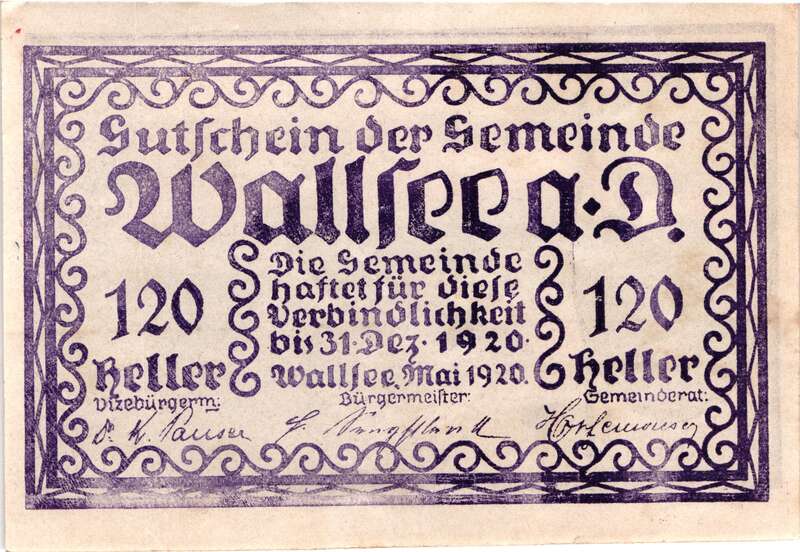 Gutschein der Gemeinde
Wallsee a. D.
120
Heller
Die Gemeinde
haftet für diese
Verbindlichkeit
bis 31. Dez. 1920.
Wallsee, Mai 1920.
120
Heller
Vizebürgerm:
Bürgermeister:
Gemeinderat:
Dr. K.